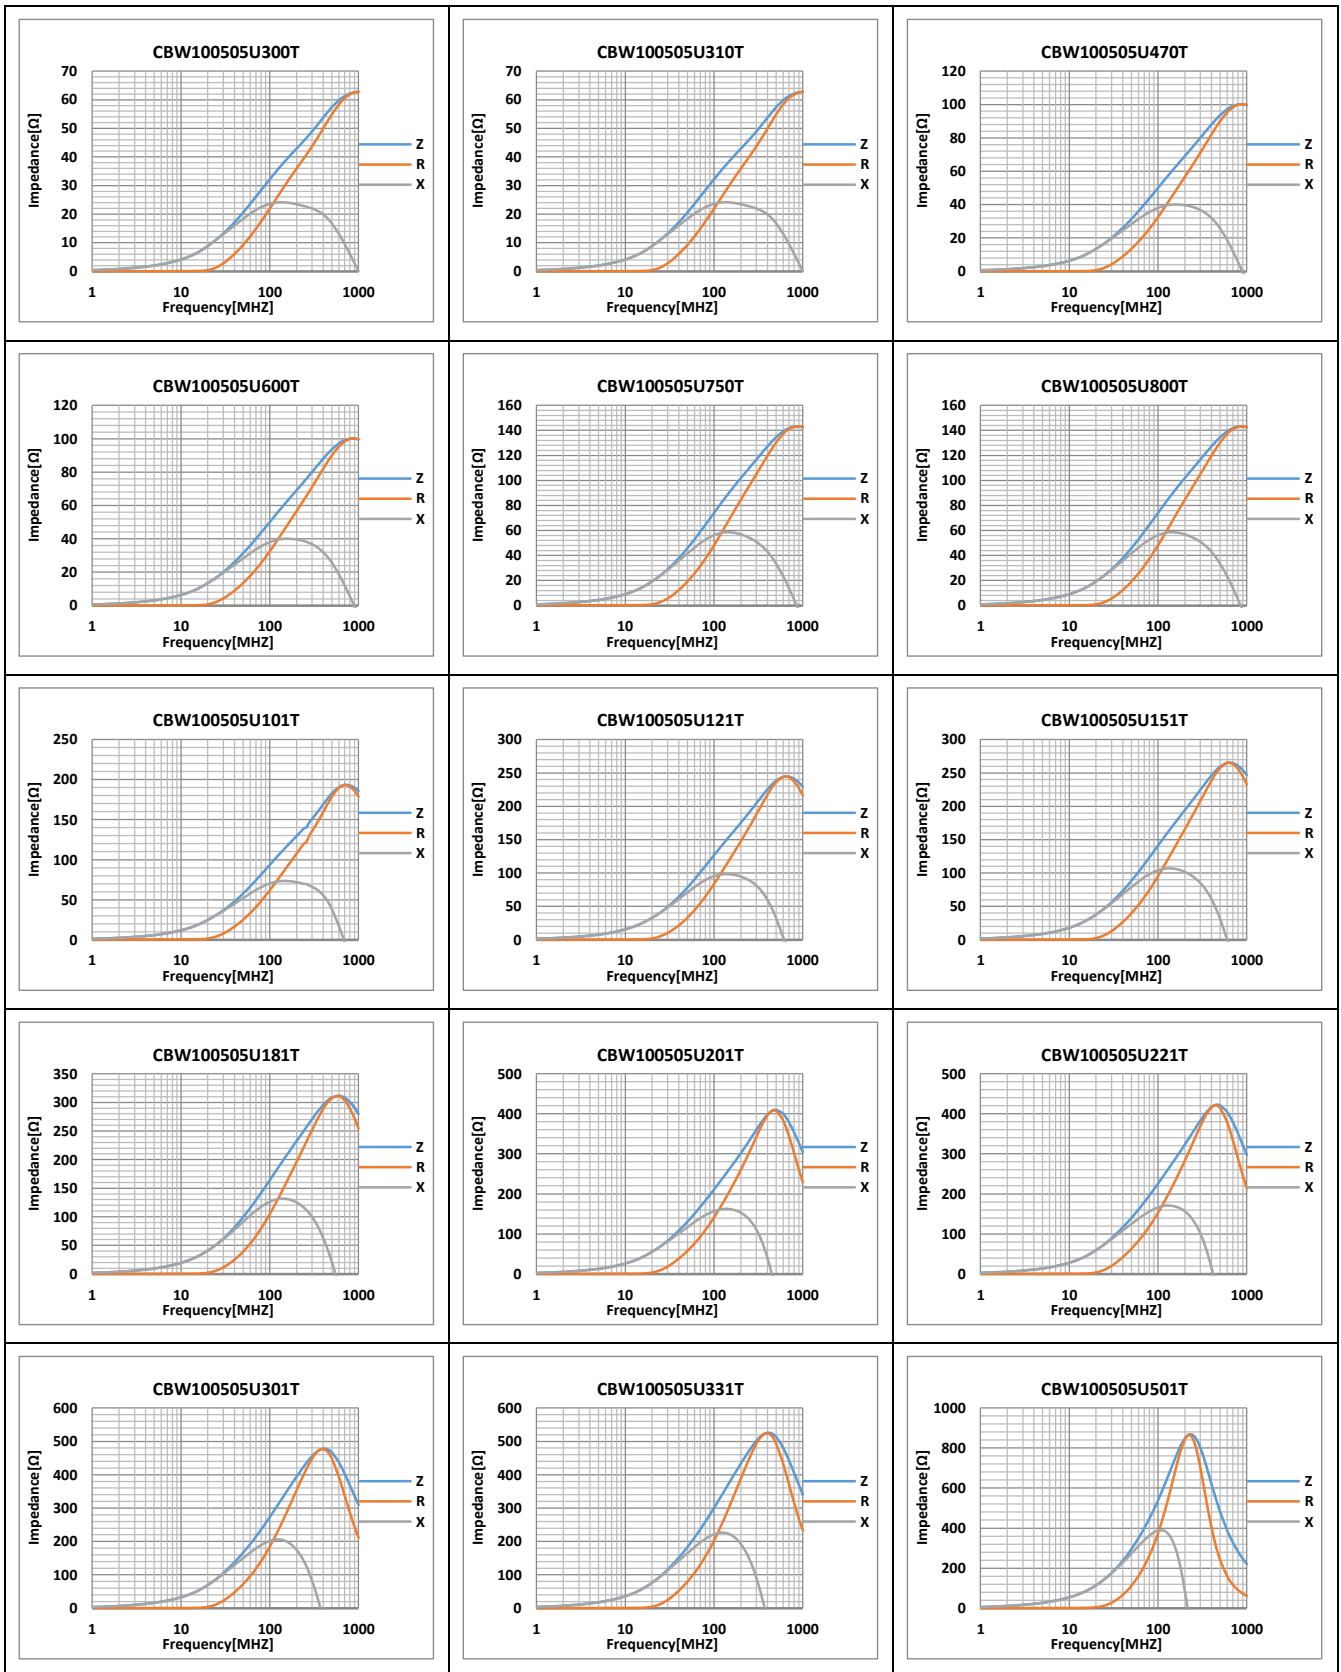 CBW100505U300T
70
60
50
40
30
20
10
0
Impedance[Ω]
Z
R
X
1 10 100 1000
Frequency[MHZ]
CBW100505U310T
70
60
50
40
30
20
10
0
Impedance[Ω]
Z
R
X
1 10 100 1000
Frequency[MHZ]
CBW100505U470T
120
100
80
60
40
20
0
Impedance[Ω]
Z
R
X
1 10 100 1000
Frequency[MHZ]
CBW100505U600T
120
100
80
60
40
20
0
Impedance[Ω]
Z
R
X
1 10 100 1000
Frequency[MHZ]
CBW100505U750T
160
140
120
100
80
60
40
20
0
Impedance[Ω]
Z
R
X
1 10 100 1000
Frequency[MHZ]
CBW100505U800T
160
140
120
100
80
60
40
20
0
Impedance[Ω]
Z
R
X
1 10 100 1000
Frequency[MHZ]
CBW100505U101T
250
200
150
100
50
0
Impedance[Ω]
Z
R
X
1 10 100 1000
Frequency[MHZ]
CBW100505U121T
300
250
200
150
100
50
0
Impedance[Ω]
Z
R
X
1 10 100 1000
Frequency[MHZ]
CBW100505U151T
300
250
200
150
100
50
0
Impedance[Ω]
Z
R
X
1 10 100 1000
Frequency[MHZ]
CBW100505U181T
350
300
250
200
150
100
50
0
Impedance[Ω]
Z
R
X
1 10 100 1000
Frequency[MHZ]
CBW100505U201T
500
400
300
200
100
0
Impedance[Ω]
Z
R
X
1 10 100 1000
Frequency[MHZ]
CBW100505U221T
500
400
300
200
100
0
Impedance[Ω]
Z
R
X
1 10 100 1000
Frequency[MHZ]
CBW100505U301T
600
500
400
300
200
100
0
Impedance[Ω]
Z
R
X
1 10 100 1000
Frequency[MHZ]
CBW100505U331T
600
500
400
300
200
100
0
Impedance[Ω]
Z
R
X
1 10 100 1000
Frequency[MHZ]
CBW100505U501T
1000
800
600
400
200
0
Impedance[Ω]
Z
R
X
1 10 100 1000
Frequency[MHZ]